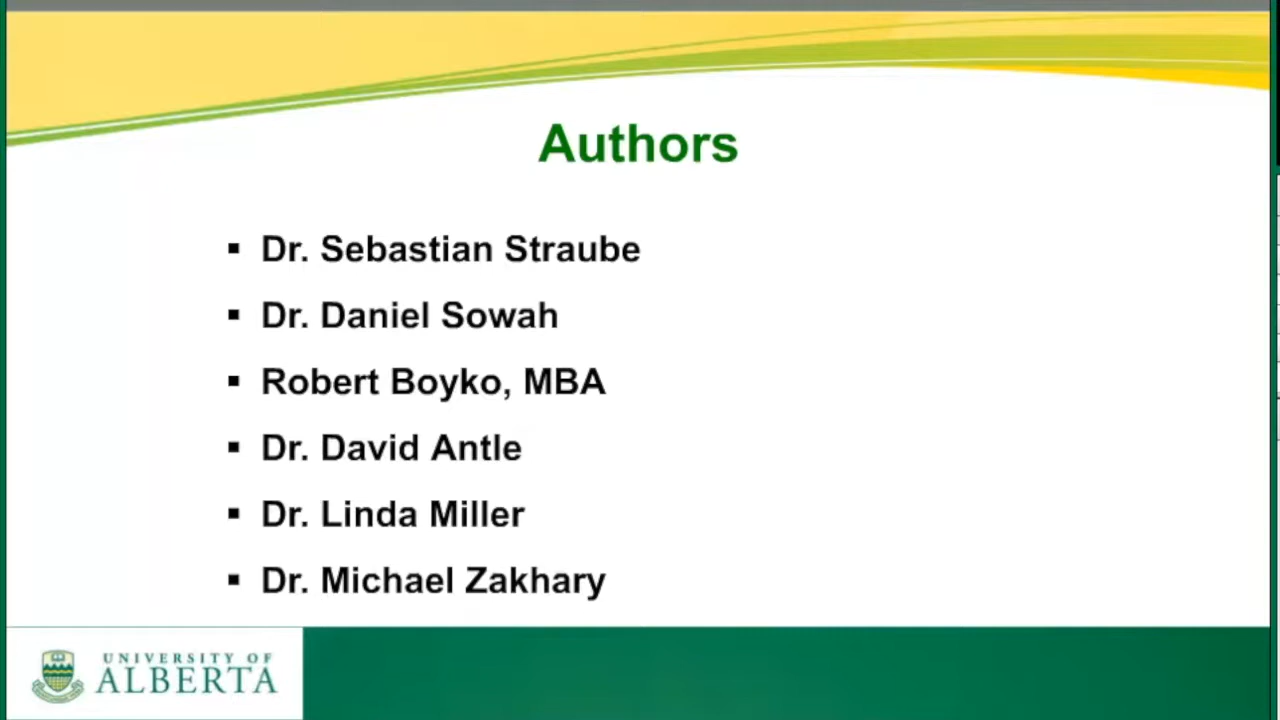 Authors
▪ Dr. Sebastian Straube
▪ Dr. Daniel Sowah
▪ Robert Boyko, MBA
▪ Dr. David Antle
▪ Dr. Linda Miller
▪ Dr. Michael Zakhary
UNIVERSITY OF
ALBERTA